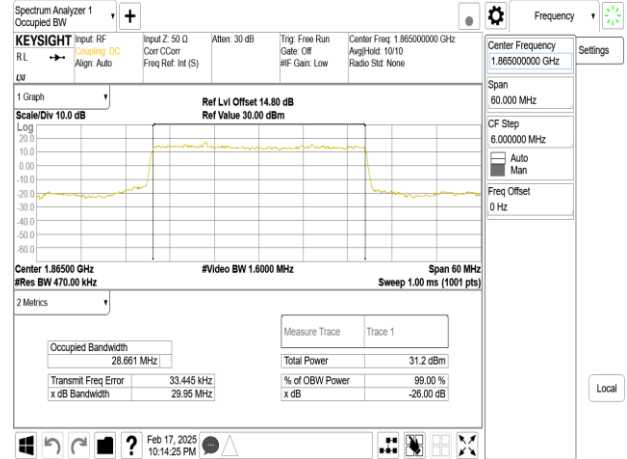 Spectrum Analyzer 1
Occupied BW
Frequency
KEYSIGHT
RL
LXI
Input: RF
Coupling: DC
Align: Auto
Input Z: 50 Ω
Corr CCorr
Freq Ref: Int (S)
Atten: 30 dB
Trig: Free Run
Gate: Off
#IF Gain: Low
Center Freq: 1.865000000 GHz
Avg|Hold: 10/10
Radio Std: None
Center Frequency
1.865000000 GHz
Settings
Span
60.000 MHz
CF Step
6.000000 MHz
Auto
Man
Freq Offset
0 Hz
Local
1 Graph
Scale/Div 10.0 dB
Ref Lvl Offset 14.80 dB
Ref Value 30.00 dBm
Log
20.0
10.0
0.00
-10.0
-20.0
-30.0
-40.0
-50.0
-60.0
Center 1.86500 GHz
#Res BW 470.00 kHz
#Video BW 1.6000 MHz
Span 60 MHz
Sweep 1.00 ms (1001 pts)
2 Metrics
Measure Trace Trace 1
Occupied Bandwidth
28.661 MHz
Total Power 31.2 dBm
Transmit Freq Error 33.445 kHz
% of OBW Power 99.00 %
x dB Bandwidth 29.95 MHz
x dB -26.00 dB
?
Feb 17, 2025
10:14:25 PM